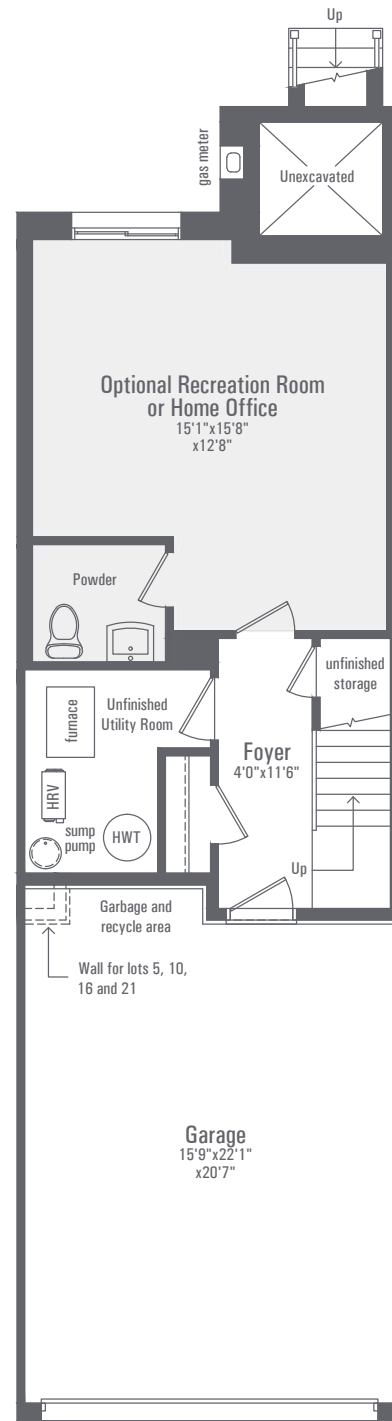 Up
gas meter
Unexcavated
Optional Recreation Room
or Home Office
15'1"x15'8"
x12'8"
Powder
unfinished
storage
furnace
Unfinished
Utility Room
Foyer
4'0"x11'6"
HRV
sump
pump
HWT
Up
Garbage and
recycle area
Wall for lots 5, 10,
16 and 21
Garage
15'9"x22'1"
x20'7"